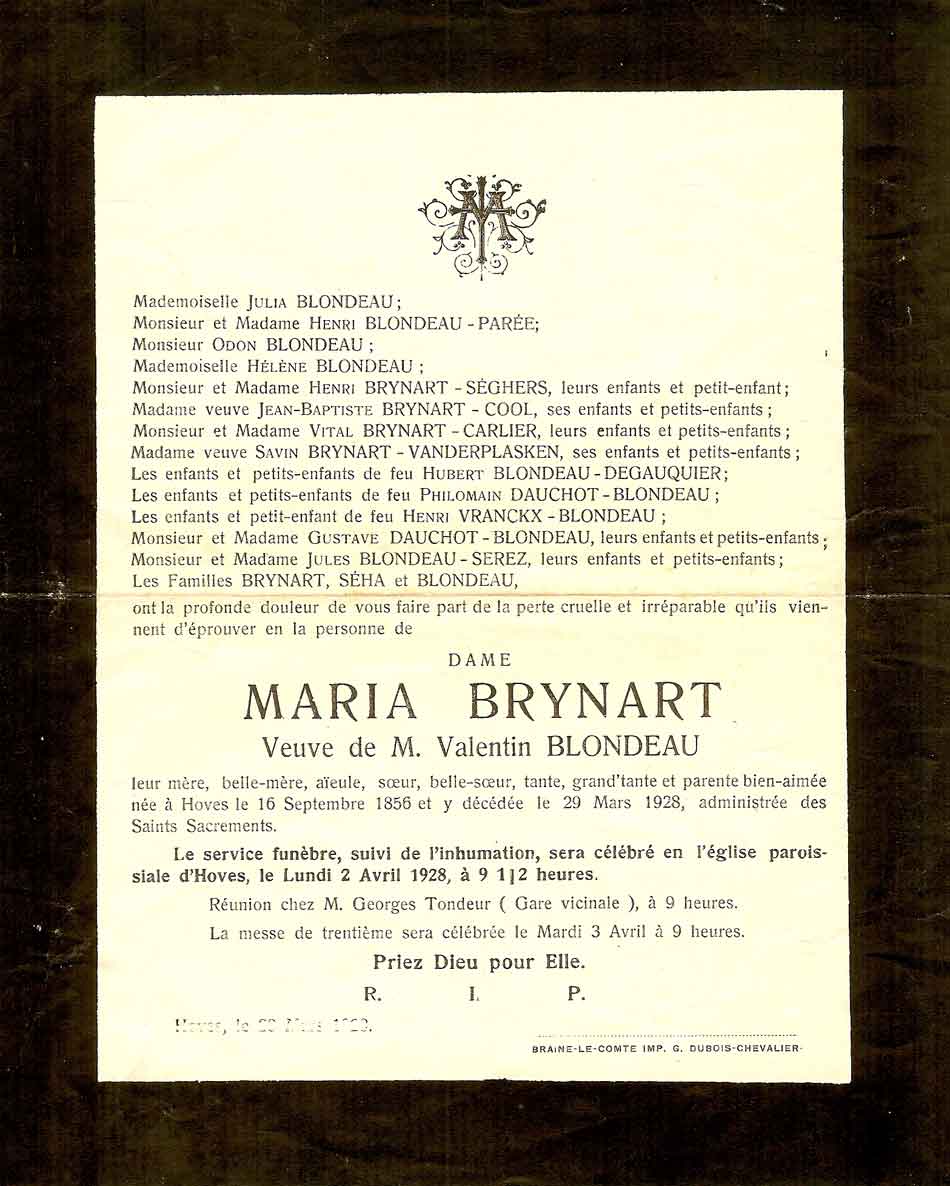 MA
Mademoiselle JULIA BLONDEAU;
Monsieur et Madame HENRI BLONDEAU - PARÉE;
Monsieur ODON BLONDEAU ;
Mademoiselle HÉLÈNE BLONDEAU ;
Monsieur et Madame HENRI BRYNART - SÉGHERS, leurs enfants et petit-enfant;
Madame veuve JEAN-BAPTISTE BRYNART - COOL, ses enfants et petits-enfants ;
Monsieur et Madame VITAL BRYNART - CARLIER, leurs enfants et petits-enfants ;
Madame veuve SAVIN BRYNART - VANDERPLASKEN, ses enfants et petits-enfants ;
Les enfants et petits-enfants de feu HUBERT BLONDEAU - DEGAUQUIER;
Les enfants et petits-enfants de feu PHILOMAIN DAUCHOT - BLONDEAU ;
Les enfants et petit-enfant de feu HENRI VRANCKX - BLONDEAU ;
Monsieur et Madame GUSTAVE DAUCHOT - BLONDEAU, leurs enfants et petits-enfants ;
Monsieur et Madame JULES BLONDEAU - SEREZ, leurs enfants et petits-enfants ;
Les Familles BRYNART, SÉHA et BLONDEAU,
ont la profonde douleur de vous faire part de la perte cruelle et irréparable qu'ils vien-
nent d'éprouver en la personne de
DAME
MARIA BRYNART
Veuve de M. Valentin BLONDEAU
leur mère, belle-mère, aïeule, sœur, belle-sœur, tante, grand'tante et parente bien-aimée
née à Hoves le 16 Septembre 1856 et y décédée le 29 Mars 1928, administrée des
Saints Sacrements.
Le service funèbre, suivi de l'inhumation, sera célébré en l'église parois-
siale d'Hoves, le Lundi 2 Avril 1928, à 9 1|2 heures.
Réunion chez M. Georges Tondeur ( Gare vicinale ), à 9 heures.
La messe de trentième sera célébrée le Mardi 3 Avril à 9 heures.
Priez Dieu pour Elle.
R. I. P.
Hoves, le Mars
BRAINE-LE-COMTE IMP. G. DUBOIS-CHEVALIER